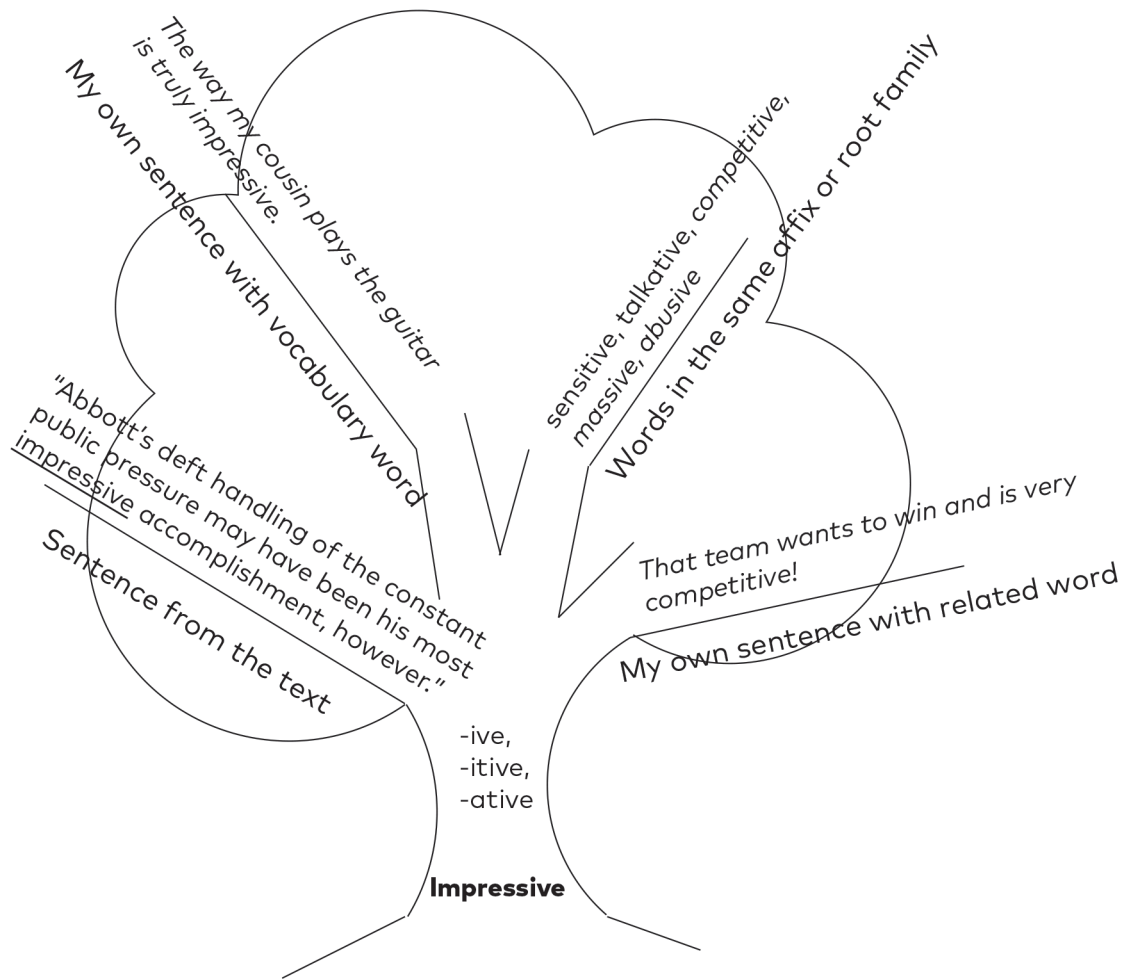 The way my cousin plays the guitar
is truly impressive.
My own sentence with vocabulary word
sensitive, talkative, competitive,
massive, abusive
Words in the same affix or root family
"Abbott's deft handling of the constant
public pressure may have been his most
impressive accomplishment, however."
Sentence from the text
That team wants to win and is very
competitive!
My own sentence with related word
-ive,
-itive,
-ative
Impressive